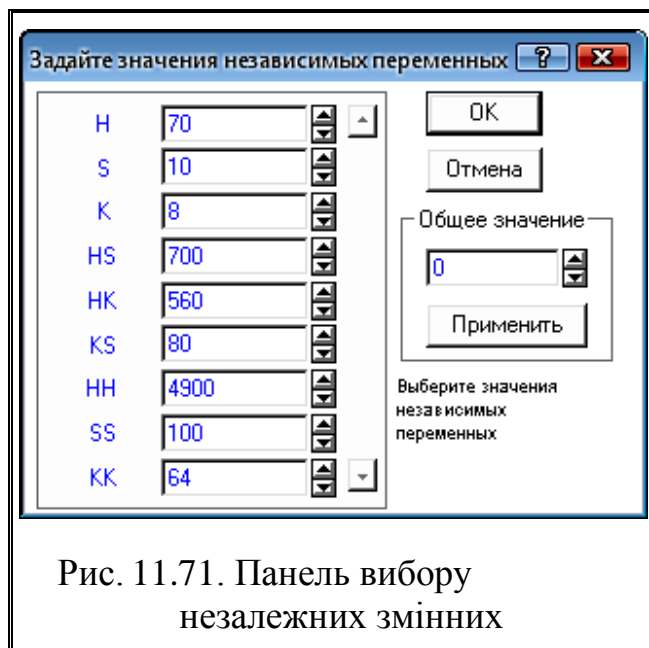 Задайте значения независимых переменных ?
H 70
S 10
K 8
HS 700
HK 560
KS 80
HH 4900
SS 100
KK 64
OK
Отмена
Общее значение
0
Применить
Выберите значения
независимых
переменных
Рис. 11.71. Панель вибору
незалежних змінних